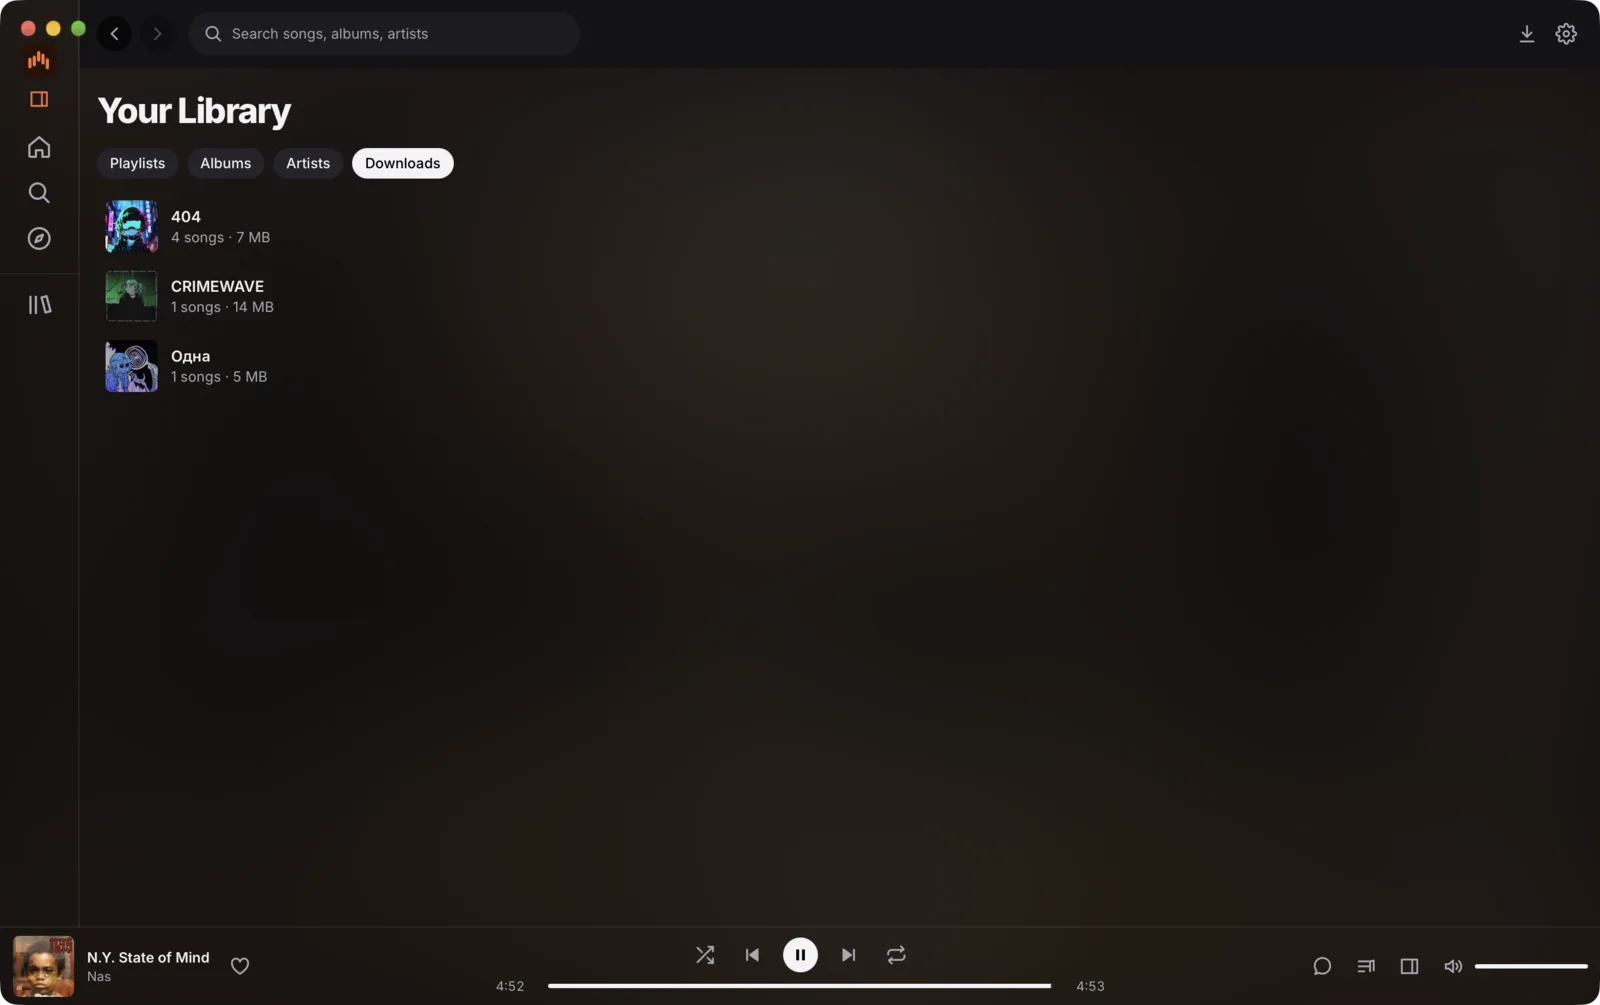 Search songs, albums, artists
Your Library
Playlists
Albums
Artists
Downloads
404
4 songs · 7 MB
CRIMEWAVE
1 songs · 14 MB
Одна
1 songs · 5 MB
N.Y. State of Mind
Nas
4:52
4:53